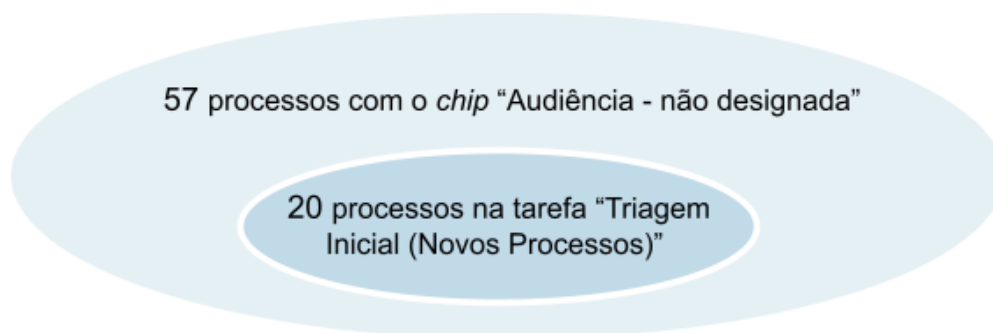 57 processos com o chip “Audiência - não designada”
20 processos na tarefa “Triagem
Inicial (Novos Processos)”